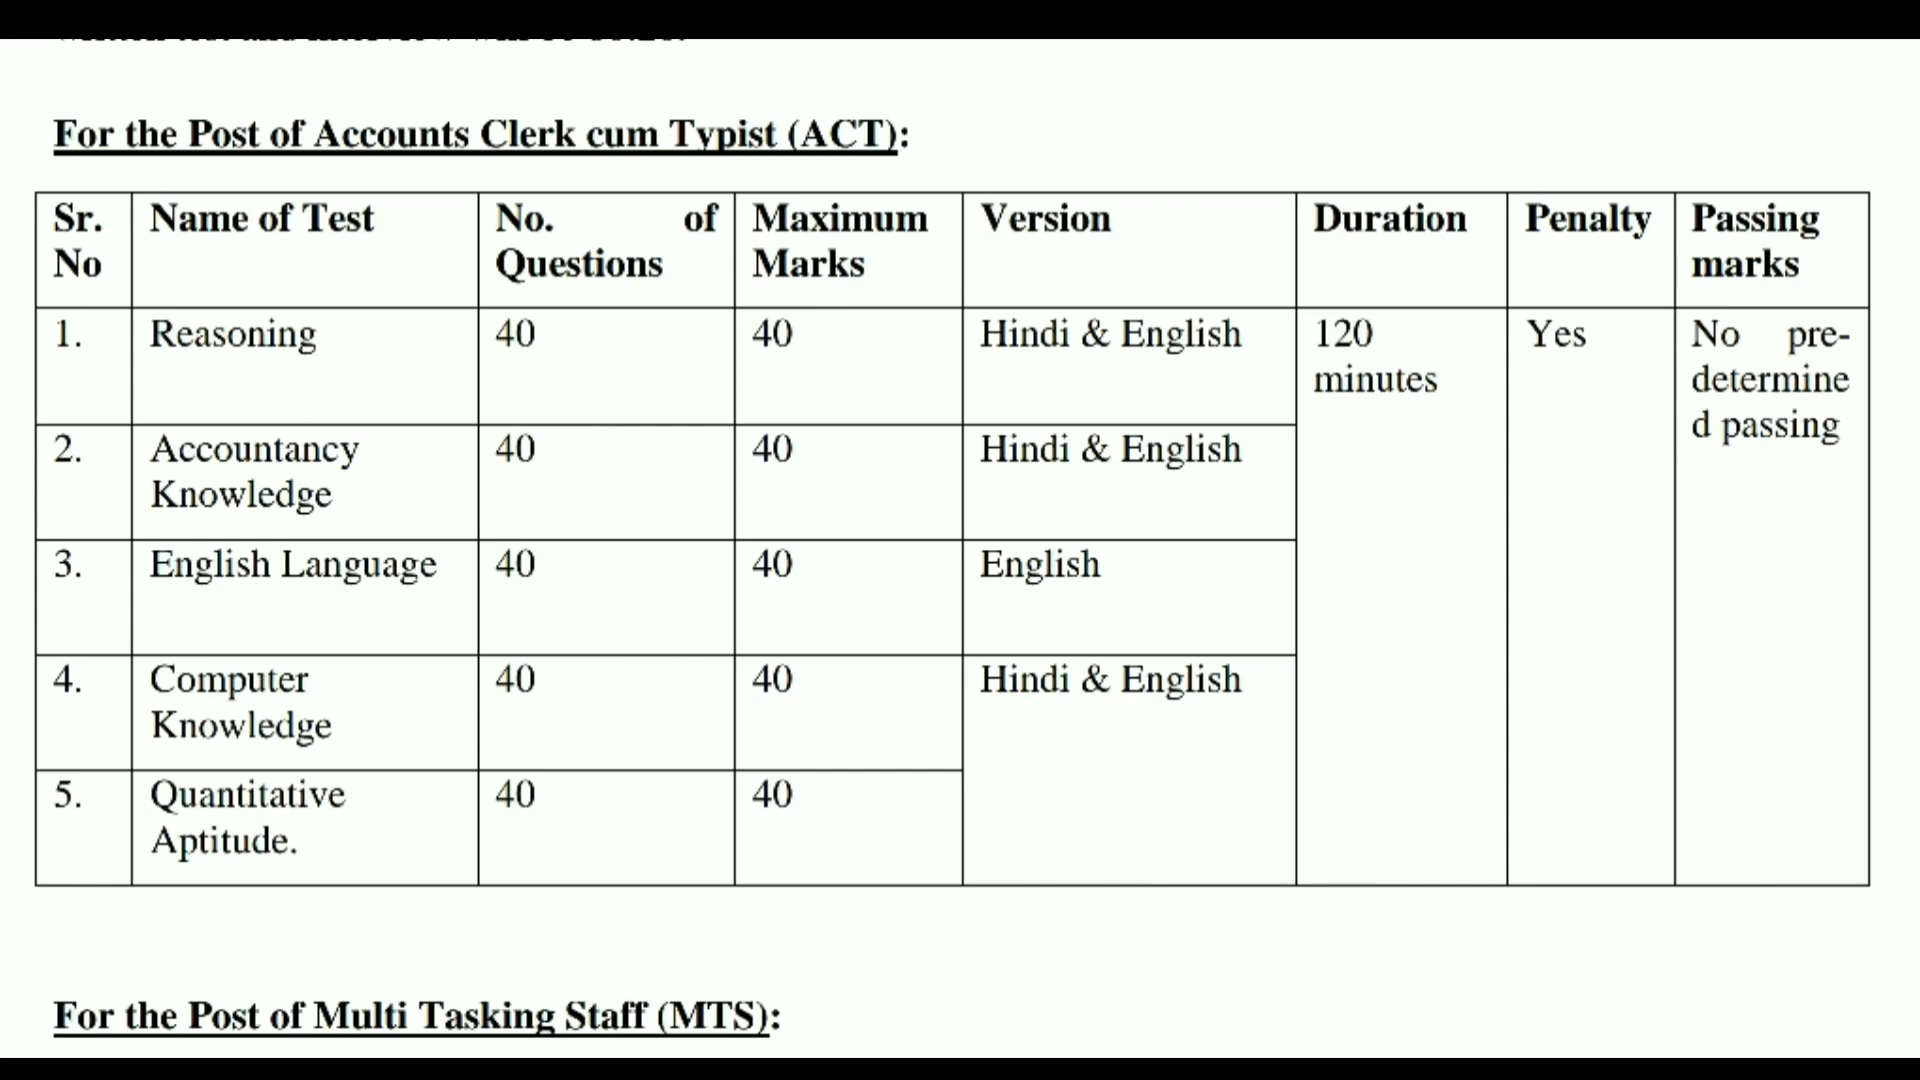 For the Post of Accounts Clerk cum Typist (ACT):
Sr. No Name of Test No. of Questions Maximum Marks Version Duration Penalty Passing marks
1. Reasoning 40 40 Hindi & English 120 minutes Yes No pre-determined passing
2. Accountancy Knowledge 40 40 Hindi & English
3. English Language 40 40 English
4. Computer Knowledge 40 40 Hindi & English
5. Quantitative Aptitude. 40 40
For the Post of Multi Tasking Staff (MTS):